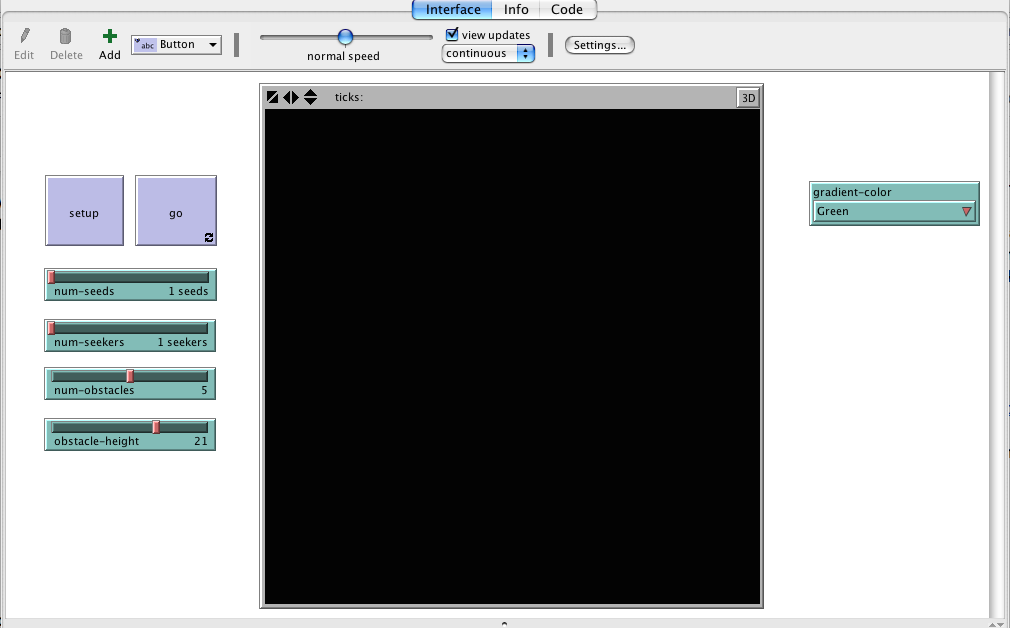 Interface Info Code
Edit Delete Add abc Button
normal speed
view updates
continuous
Settings...
ticks:
3D
setup
go
gradient-color
Green
num-seeds 1 seeds
num-seekers 1 seekers
num-obstacles 5
obstacle-height 21